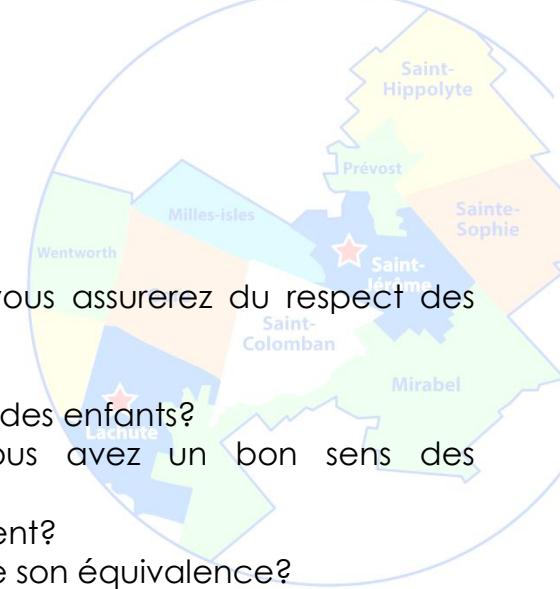 Saint-
Hippolyte
Prévost
Milles-isles
Sainte-
Sophie
Wentworth
Saint-
Jérôme
vous assurerez du respect des
Saint-
Colomban
Mirabel
des enfants?
Lachute
ous avez un bon sens des
ent?
e son équivalence?